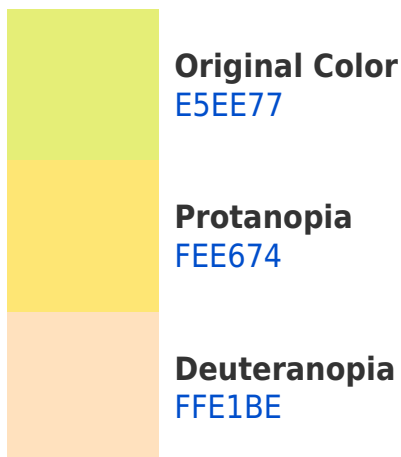 Original Color
E5EE77
Protanopia
FEE674
Deuteranopia
FFE1BE